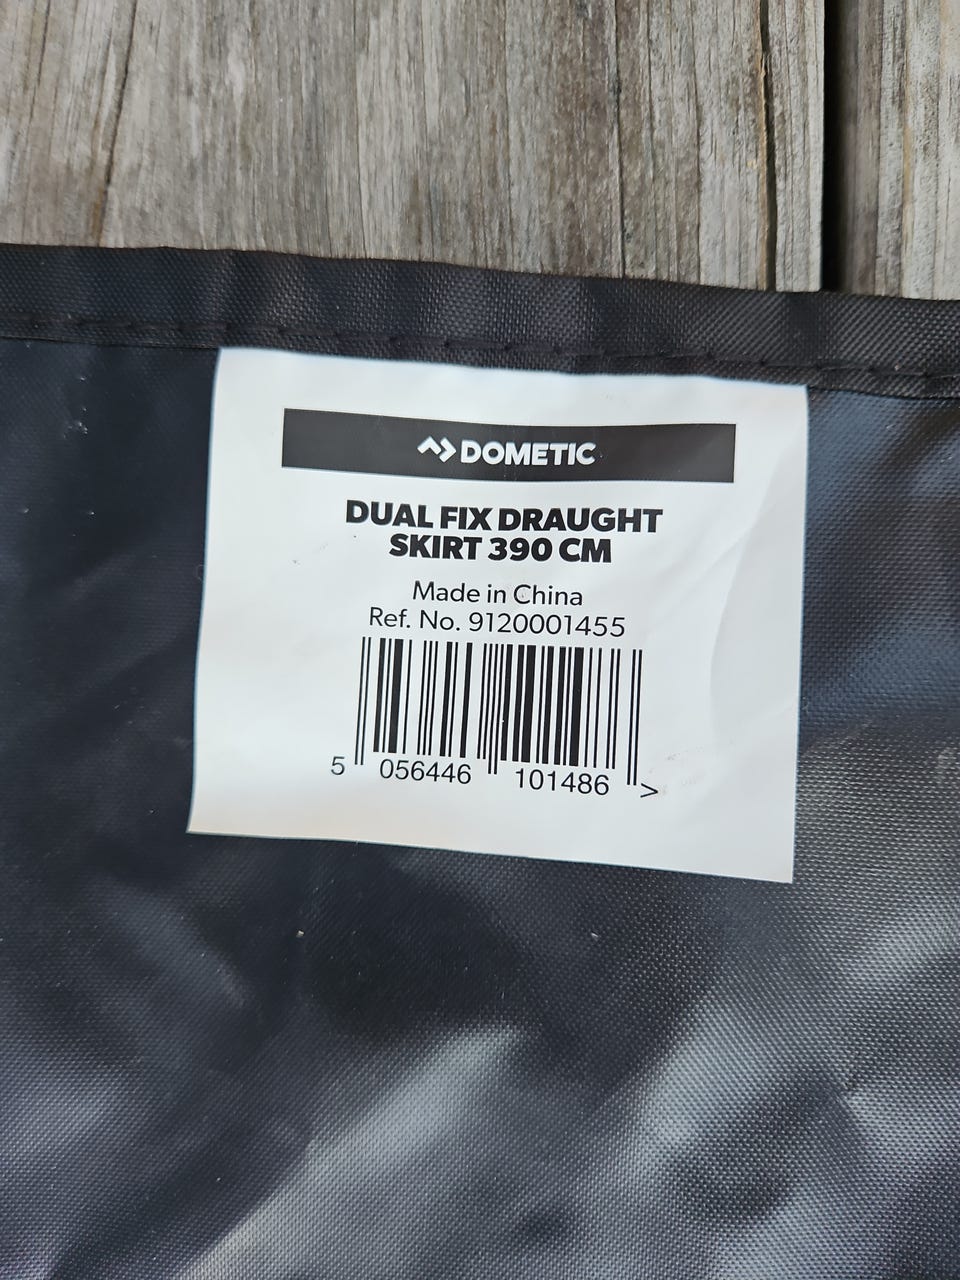 DOMETIC
DUAL FIX DRAUGHT
SKIRT 390 CM
Made in China
Ref. No. 9120001455
5 056446 101486 >